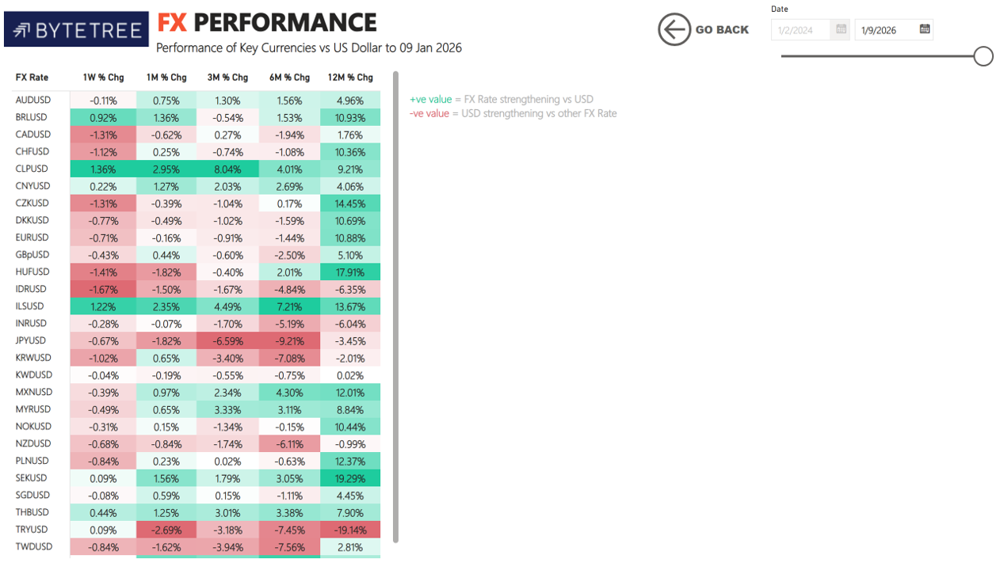 BYTETREE
FX PERFORMANCE
Performance of Key Currencies vs US Dollar to 09 Jan 2026
GO BACK
Date
1/2/2024 1/9/2026
FX Rate 1W % Chg 1M % Chg 3M % Chg 6M % Chg 12M % Chg
AUDUSD -0.11% 0.75% 1.30% 1.56% 4.96%
BRLUSD 0.92% 1.36% -0.54% 1.53% 10.93%
CADUSD -1.31% -0.62% 0.27% -1.94% 1.76%
CHFUSD -1.12% 0.25% -0.74% -1.08% 10.36%
CLPUSD 1.36% 2.95% 8.04% 4.01% 9.21%
CNYUSD 0.22% 1.27% 2.03% 2.69% 4.06%
CZKUSD -1.31% -0.39% -1.04% 0.17% 14.45%
DKKUSD -0.77% -0.49% -1.02% -1.59% 10.69%
EURUSD -0.71% -0.16% -0.91% -1.44% 10.88%
GBpUSD -0.43% 0.44% -0.60% -2.50% 5.10%
HUFUSD -1.41% -1.82% -0.40% 2.01% 17.91%
IDRUSD -1.67% -1.50% -1.67% -4.84% -6.35%
ILSUSD 1.22% 2.35% 4.49% 7.21% 13.67%
INRUSD -0.28% -0.07% -1.70% -5.19% -6.04%
JPYUSD -0.67% -1.82% -6.59% -9.21% -3.45%
KRWUSD -1.02% 0.65% -3.40% -7.08% -2.01%
KWDUSD -0.04% -0.19% -0.55% -0.75% 0.02%
MXNUSD -0.39% 0.97% 2.34% 4.30% 12.01%
MYRUSD -0.49% 0.65% 3.33% 3.11% 8.84%
NOKUSD -0.31% 0.15% -1.34% -0.15% 10.44%
NZDUSD -0.68% -0.84% -1.74% -6.11% -0.99%
PLNUSD -0.84% 0.23% 0.02% -0.63% 12.37%
SEKUSD 0.09% 1.56% 1.79% 3.05% 19.29%
SGDUSD -0.08% 0.59% 0.15% -1.11% 4.45%
THBUSD 0.44% 1.25% 3.01% 3.38% 7.90%
TRYUSD 0.09% -2.69% -3.18% -7.45% -19.14%
TWDUSD -0.84% -1.62% -3.94% -7.56% 2.81%
+ve value = FX Rate strengthening vs USD
-ve value = USD strengthening vs other FX Rate